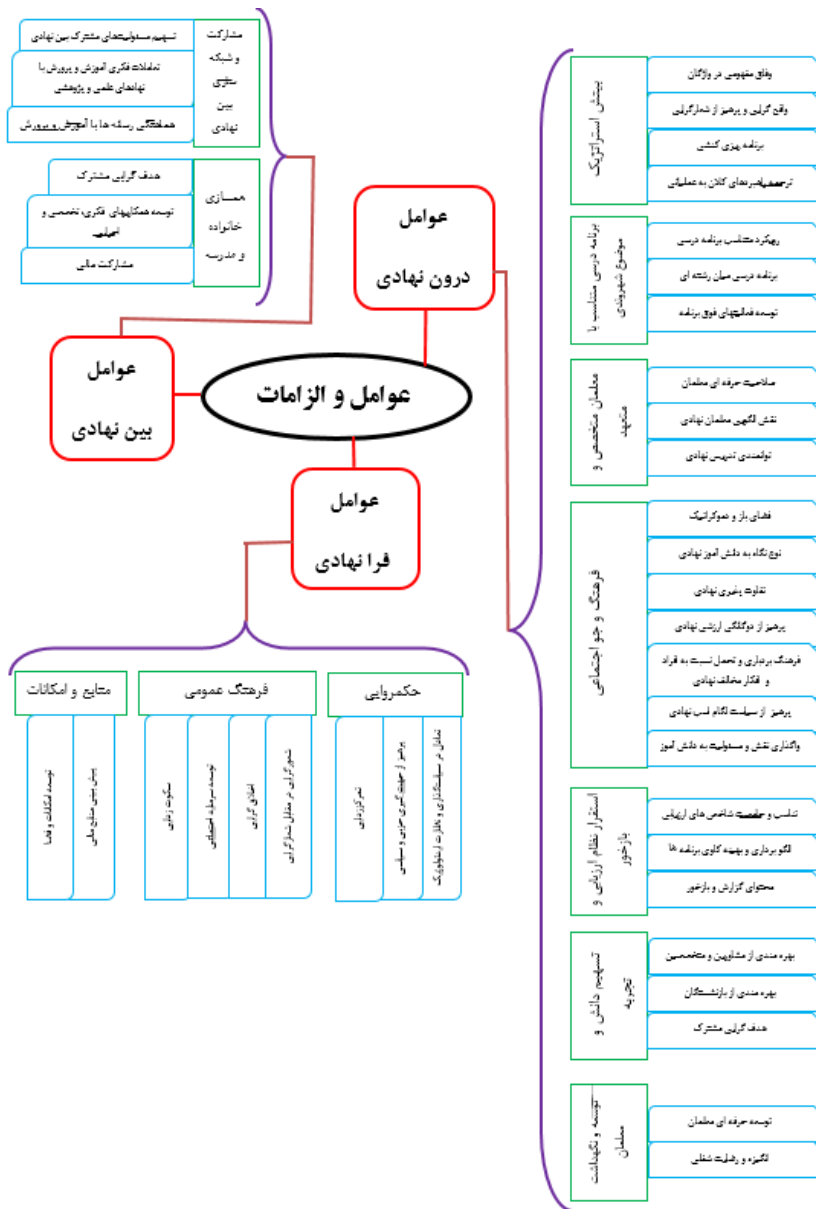 عوامل و الزامات
عوامل
درون نهادی
بینش استراتژیک
وفاق مفهومی در واژگان
واقع گرایی و پرهیز از شعارگرایی
برنامه ریزی کنشی
راهبردهای کلان به عملیاتی
برنامه درسی متناسب با
موضوع شهروندی
رویکرد متناسب برنامه درسی
برنامه درسی میان رشته ای
توسعه فعالیتهای فوق برنامه
معلمان متخصص و
متعهد
صلاحیت حرفه ای معلمان
نقش الگویی معلمان نهادی
توانمندی تدریس نهادی
فرهنگ و جو اجتماعی
فضای باز و دموکراتیک
نوع نگاه به دانش آموز نهادی
تفاوت پذیری نهادی
پرهیز از دوگانگی ارزشی نهادی
فرهنگ بردباری و تحمل نسبت به افراد
و افکار مخالف نهادی
پرهیز از سیاست نهادی
واگذاری نقش و مسئولیت به دانش آموز
استقرار نظام ارزیابی و
بازخور
تناسب و جامعیت شاخص های ارزیابی
الگو برداری و بهینه کاوی برنامه ها
محتوای گزارش و بازخور
تسهیم دانش و
تجربه
بهره مندی از مشاورین و متخصصین
بهره مندی از بازنشستگان
هدف گرایی مشترک
توسعه و نگهداشت
معلمان
توسعه حرفه ای معلمان
انگیزه و رضایت شغلی
عوامل
بین نهادی
مشارکت
و شبکه
سازی
بین
نهادی
تسهیم مسئولیتهای مشترک بین نهادی
تعاملات فکری آموزش و پرورش با
نهادهای علمی و پژوهشی
هماهنگی رسانه ها با آموزش و پرورش
همسازی
خانواده
و مدرسه
هدف گرایی مشترک
توسعه همکاریهای فکری، تخصصی و
اجرایی
مشارکت مالی
عوامل
فرا نهادی
حکمروایی
تعادل در سیاستگذاری و نظارت ایدئولوژیک
پرهیز از جهت گیری حزبی و سیاسی
تمرکززدایی
فرهنگ عمومی
شعورگرایی در مقابل شعارگرایی
اخلاق گرایی
توسعه سرمایه اجتماعی
سکوت زدایی
منابع و امکانات
پیش بینی منابع مالی
توسعه امکانات و فضا